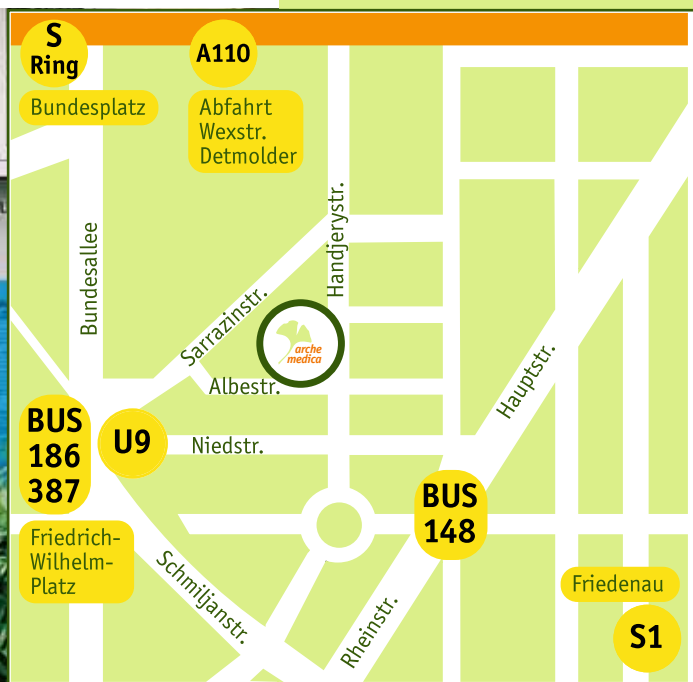 S
Ring
Bundesplatz
A110
Abfahrt
Wexstr.
Detmolder
Bundesallee
Handjerystr.
Sarrazinstr.
arche
medica
Albestr.
Hauptstr.
BUS
186
387
U9
Niedstr.
BUS
148
Friedrich-
Wilhelm-
Platz
Schmiljanstr.
Rheinstr.
Friedenau
S1